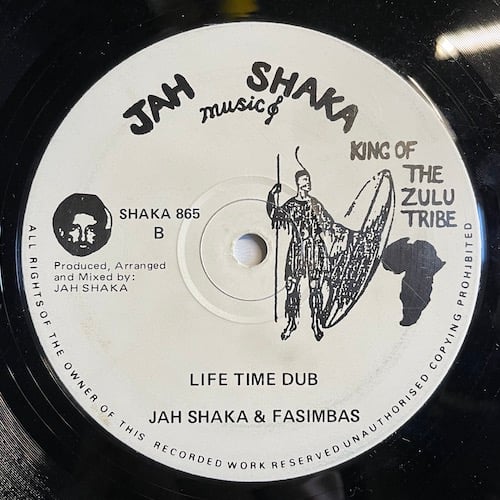 JAH SHAKA
music
KING OF
THE
ZULU
TRIBE
SHAKA 865
B
Produced, Arranged
and Mixed by:
JAH SHAKA
LIFE TIME DUB
JAH SHAKA & FASIMBAS
ALL RIGHTS OF THE OWNER OF THIS RECORDED WORK RESERVED UNAUTHORISED COPYING PROHIBITED